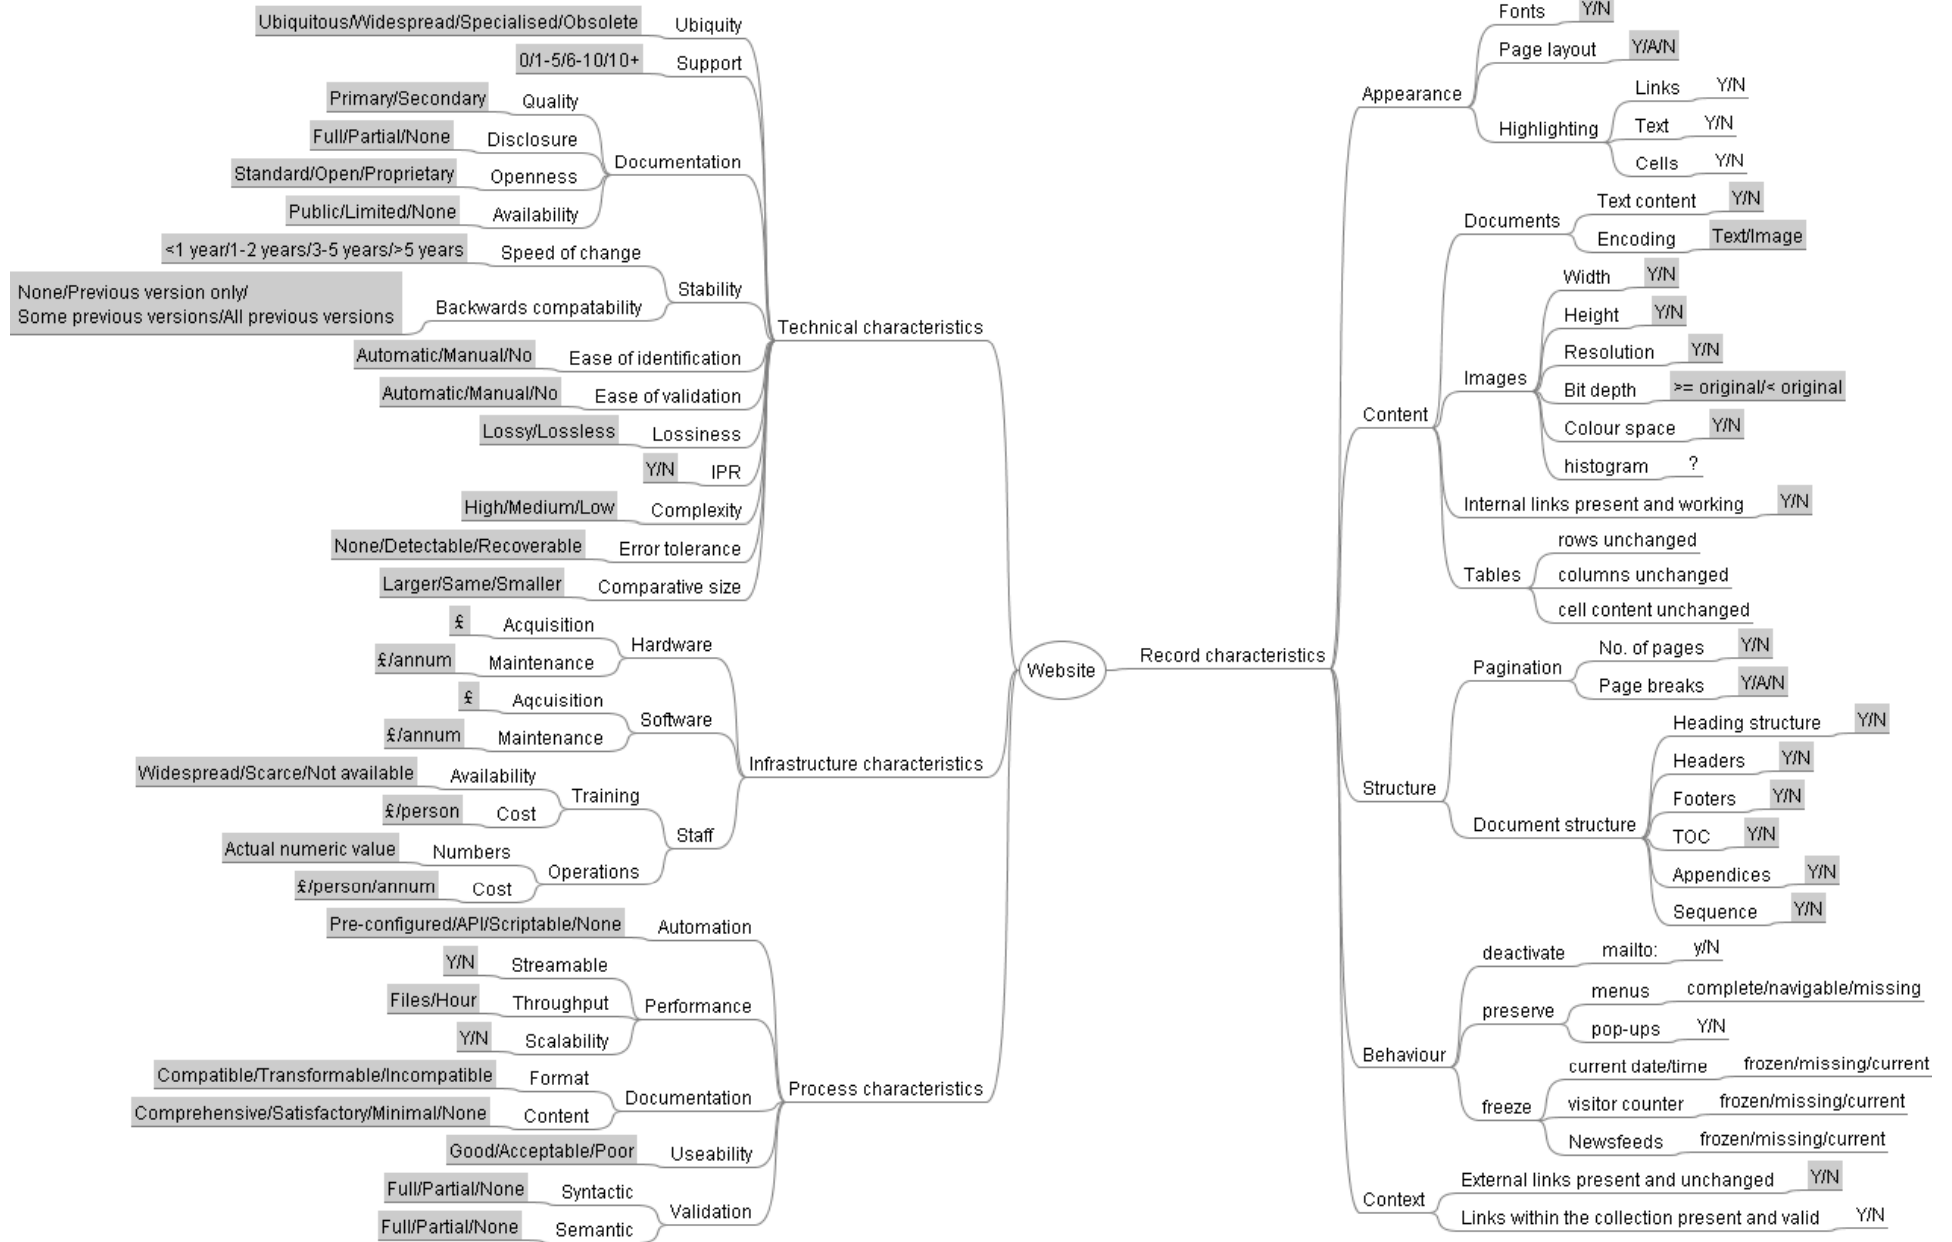 Website
Technical characteristics
Ubiquity
Ubiquitous/Widespread/Specialised/Obsolete
Support
0/1-5/6-10/10+
Documentation
Quality
Primary/Secondary
Disclosure
Full/Partial/None
Openness
Standard/Open/Proprietary
Availability
Public/Limited/None
Stability
Speed of change
<1 year/1-2 years/3-5 years/>5 years
Backwards compatability
None/Previous version only/
Some previous versions/All previous versions
Ease of identification
Automatic/Manual/No
Ease of validation
Automatic/Manual/No
Lossiness
Lossy/Lossless
IPR
Y/N
Complexity
High/Medium/Low
Error tolerance
None/Detectable/Recoverable
Comparative size
Larger/Same/Smaller
Infrastructure characteristics
Hardware
Acquisition
£
Maintenance
£/annum
Software
Aqcuisition
£
Maintenance
£/annum
Staff
Training
Availability
Widespread/Scarce/Not available
Cost
£/person
Operations
Numbers
Actual numeric value
Cost
£/person/annum
Process characteristics
Automation
Pre-configured/API/Scriptable/None
Performance
Streamable
Y/N
Throughput
Files/Hour
Scalability
Y/N
Documentation
Format
Compatible/Transformable/Incompatible
Content
Comprehensive/Satisfactory/Minimal/None
Useability
Good/Acceptable/Poor
Validation
Syntactic
Full/Partial/None
Semantic
Full/Partial/None
Record characteristics
Appearance
Fonts
Y/N
Page layout
Y/A/N
Highlighting
Links
Y/N
Text
Y/N
Cells
Y/N
Content
Documents
Text content
Y/N
Encoding
Text/Image
Images
Width
Y/N
Height
Y/N
Resolution
Y/N
Bit depth
>= original/< original
Colour space
Y/N
histogram
?
Internal links present and working
Y/N
Tables
rows unchanged
columns unchanged
cell content unchanged
Structure
Pagination
No. of pages
Y/N
Page breaks
Y/A/N
Document structure
Heading structure
Y/N
Headers
Y/N
Footers
Y/N
TOC
Y/N
Appendices
Y/N
Sequence
Y/N
Behaviour
deactivate
mailto:
y/N
preserve
menus
complete/navigable/missing
pop-ups
Y/N
freeze
current date/time
frozen/missing/current
visitor counter
frozen/missing/current
Newsfeeds
frozen/missing/current
Context
External links present and unchanged
Y/N
Links within the collection present and valid
Y/N